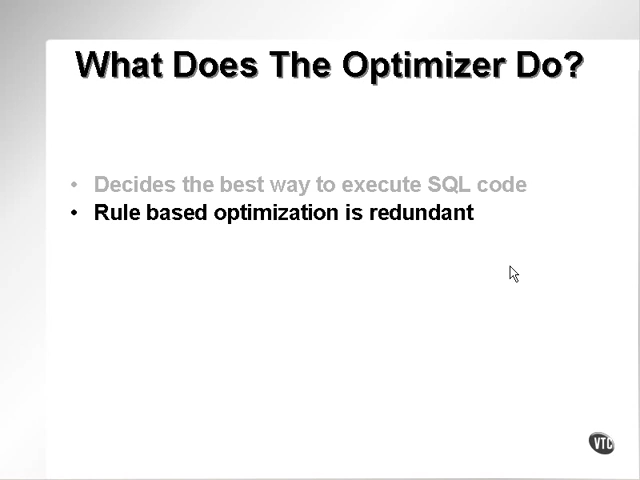 What Does The Optimizer Do?
• Decides the best way to execute SQL code
• Rule based optimization is redundant
VTC